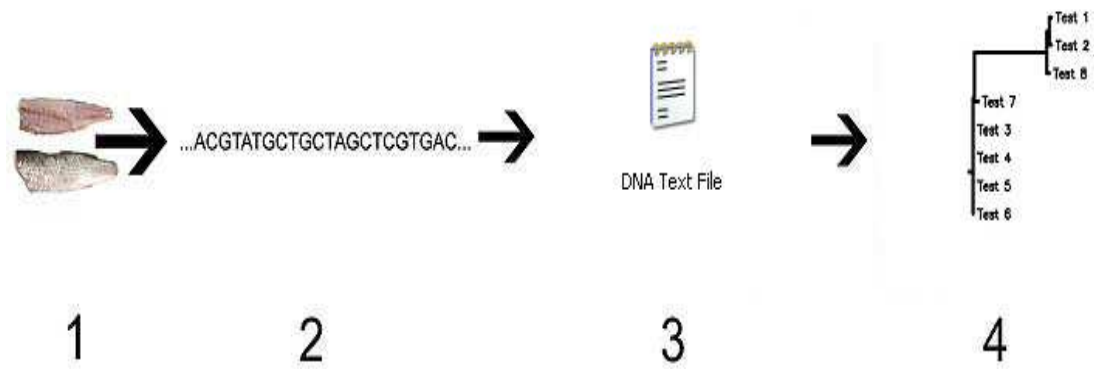 ...ACGTATGCTGCTAGCTCGTGAC...
DNA Text File
Test 1
Test 2
Test 8
Test 7
Test 3
Test 4
Test 5
Test 6
1
2
3
4